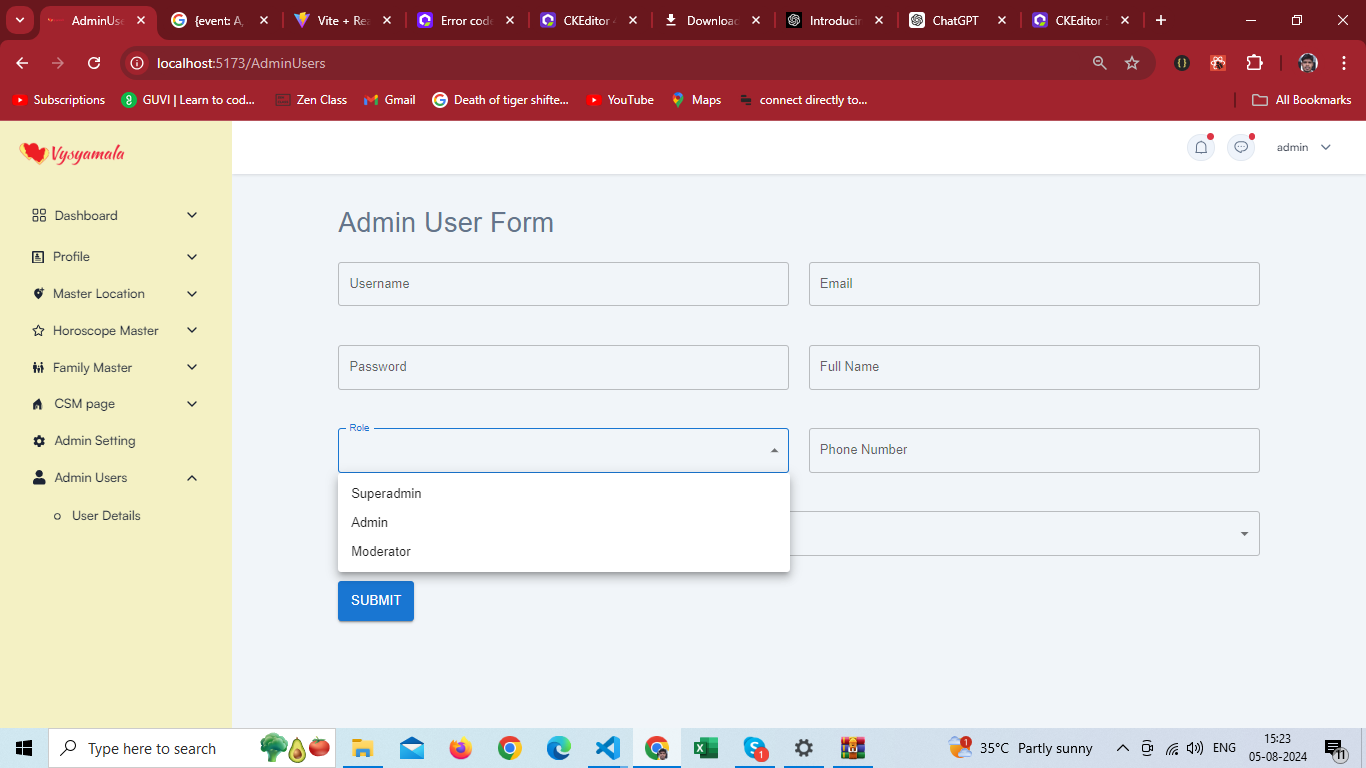 AdminUse
{event: A,
Vite + Rea
Error code
CKEditor 4
Download
Introducin
ChatGPT
CKEditor 5
localhost:5173/AdminUsers
Subscriptions
GUVI | Learn to cod...
Zen Class
Gmail
Death of tiger shifte...
YouTube
Maps
connect directly to...
All Bookmarks
Vysyamala
admin
Dashboard
Profile
Master Location
Horoscope Master
Family Master
CSM page
Admin Setting
Admin Users
User Details
Admin User Form
Username
Email
Password
Full Name
Role
Phone Number
Superadmin
Admin
Moderator
SUBMIT
Type here to search
1
1
35°C Partly sunny
ENG
15:23
05-08-2024
11